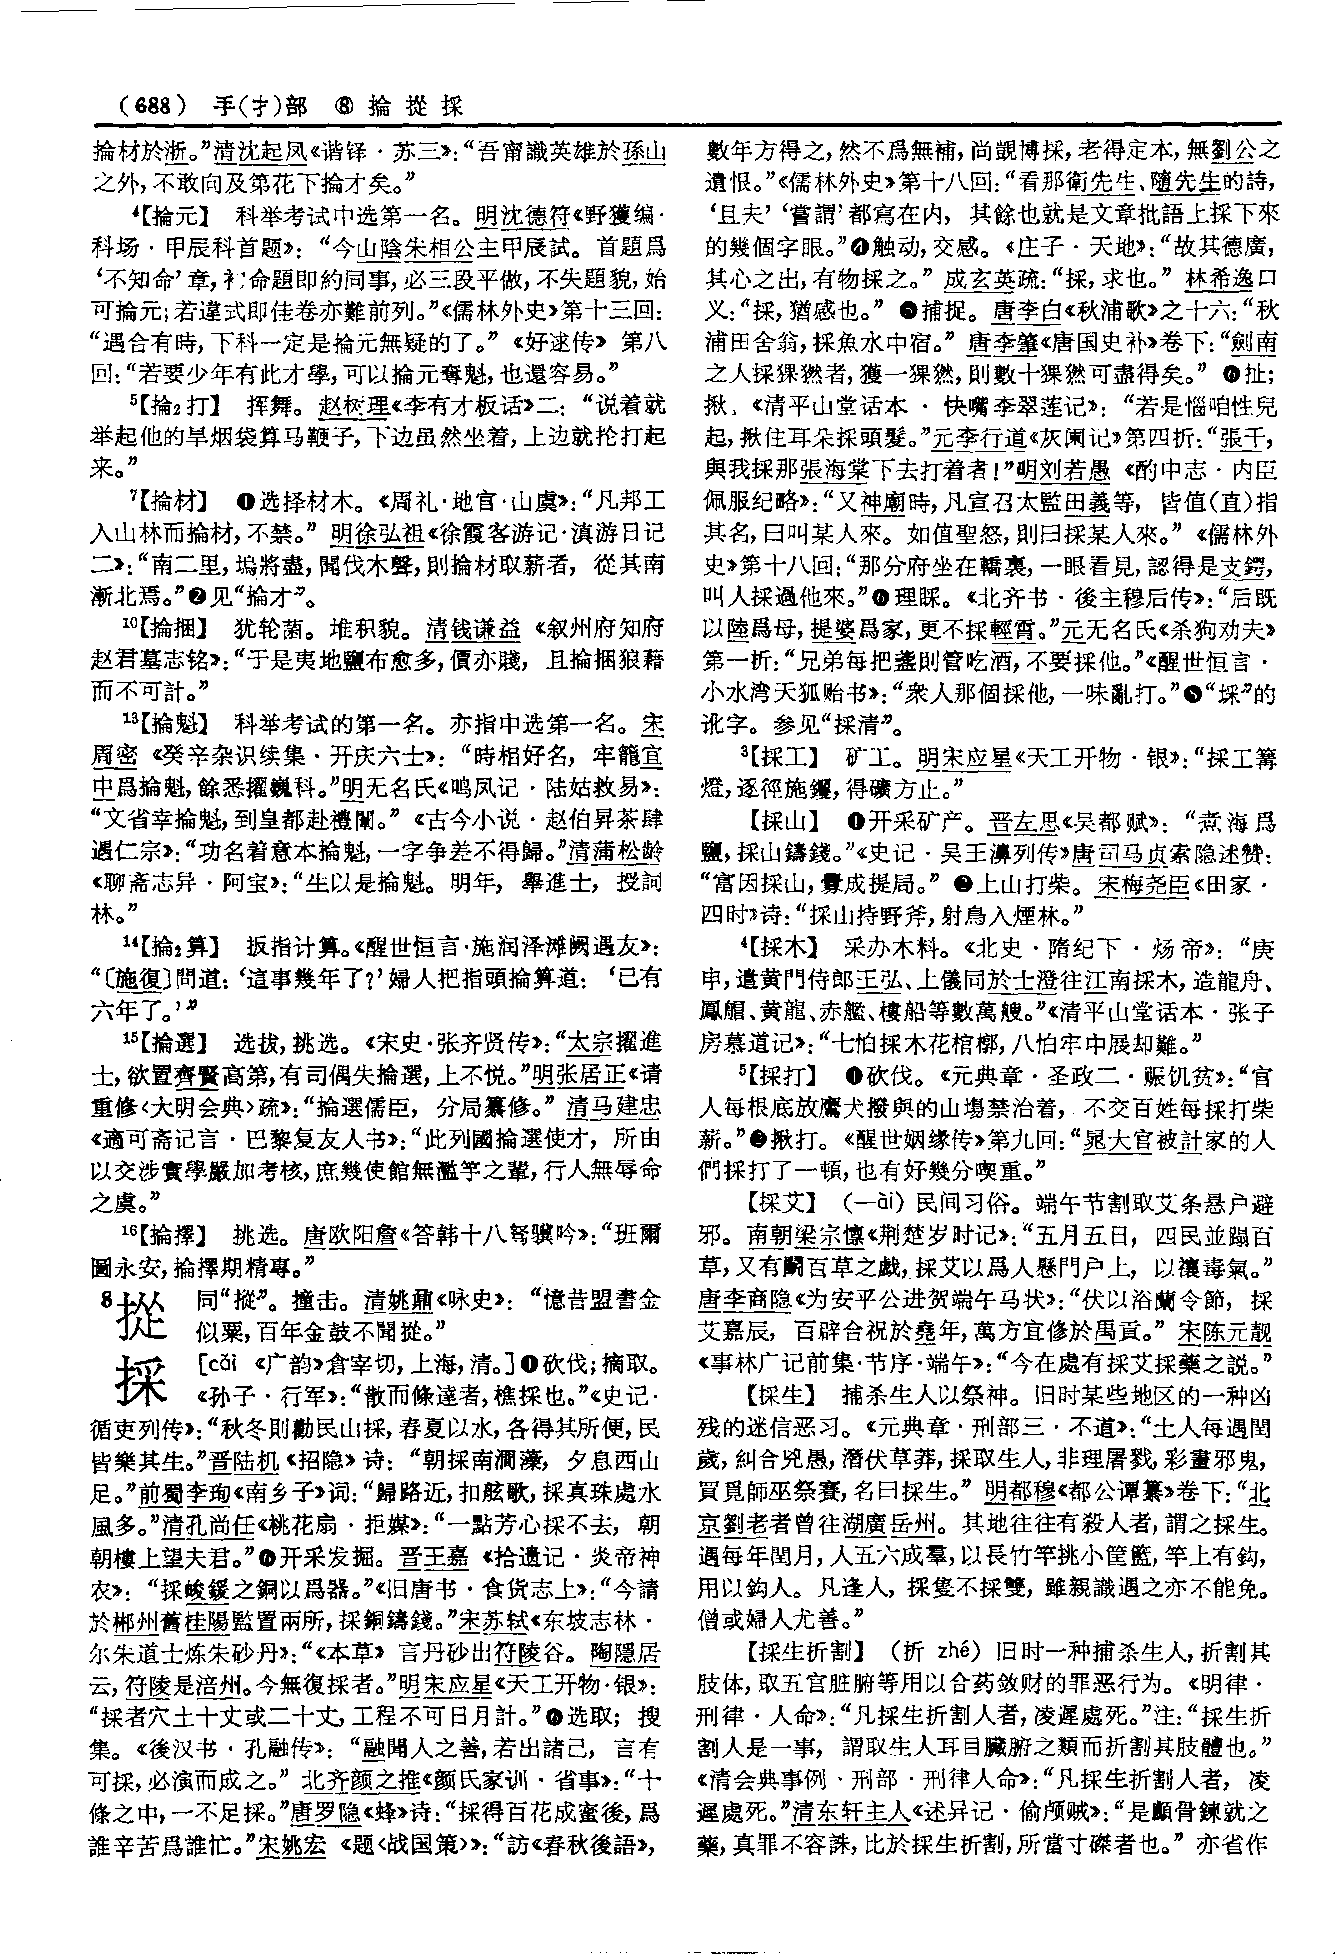 （688） 手(扌)部 ⑧ 掄 摐 採
掄材於浙。”清沈起凤《谐铎·苏三》：“吾甯識英雄於孫山
之外，不敢向及第花下掄才矣。”
⁴【掄元】 科举考试中选第一名。明沈德符《野獲编·
科场·甲辰科首题》：“今山陰朱相公主甲辰試。首題爲
‘不知命’章，命題即約同事，必三段平做，不失題貌，始
可掄元；若違式即佳卷亦難前列。”《儒林外史》第十三回：
“遇合有時，下科一定是掄元無疑的了。”《好逑传》第八
回：“若要少年有此才學，可以掄元奪魁，也還容易。”
⁵【掄₂打】 挥舞。赵树理《李有才板话》二：“说着就
举起他的旱烟袋算马鞭子，下边虽然坐着，上边就抡打起
来。”
⁷【掄材】 ❶选择材木。《周礼·地官·山虞》：“凡邦工
入山林而掄材，不禁。”明徐弘祖《徐霞客游记·滇游日记
二》：“南二里，塢將盡，聞伐木聲，則掄材取薪者，從其南
漸北焉。”❷见“掄才”。
¹⁰【掄捆】 犹轮菌。堆积貌。清钱谦益《叙州府知府
赵君墓志铭》：“于是夷地鹽布愈多，價亦賤，且掄捆狼藉
而不可計。”
¹³【掄魁】 科举考试的第一名。亦指中选第一名。宋
周密《癸辛杂识续集·开庆六士》：“時相好名，牢籠宜
中爲掄魁，餘悉擢巍科。”明无名氏《鸣凤记·陆姑救易》：
“文省幸掄魁，到皇都赴禮闈。”《古今小说·赵伯昇茶肆
遇仁宗》：“功名着意本掄魁，一字争差不得歸。”清蒲松龄
《聊斋志异·阿宝》：“生以是掄魁。明年，舉進士，授詞
林。”
¹⁴【掄₂算】 扳指计算。《醒世恒言·施润泽滩阙遇友》：
“〔施復〕問道：‘這事幾年了？’婦人把指頭掄算道：‘已有
六年了。’”
¹⁵【掄選】 选拔，挑选。《宋史·张齐贤传》：“太宗擢進
士，欲置齊賢高第，有司偶失掄選，上不悦。”明张居正《请
重修〈大明会典〉疏》：“掄選儒臣，分局纂修。”清马建忠
《適可斋记言·巴黎复友人书》：“此列國掄選使才，所由
以交涉實學嚴加考核，庶幾使館無濫竽之輩，行人無辱命
之虞。”
¹⁶【掄擇】 挑选。唐欧阳詹《答韩十八驽骥吟》：“班爾
圖永安，掄擇期精專。”
8摐 同“摐”。撞击。清姚鼐《咏史》：“憶昔盟書金
似粟，百年金鼓不聞摐。”
採 [cǎi 《广韵》倉宰切，上海，清。]❶砍伐；摘取。
《孙子·行军》：“散而條達者，樵採也。”《史记·
循吏列传》：“秋冬則勸民山採，春夏以水，各得其所便，民
皆樂其生。”晋陆机《招隐》诗：“朝採南澗藻，夕息西山
足。”前蜀李珣《南乡子》词：“歸路近，扣舷歌，採真珠處水
風多。”清孔尚任《桃花扇·拒媒》：“一點芳心採不去，朝
朝樓上望夫君。”❷开采发掘。晋王嘉《拾遗记·炎帝神
农》：“採峻鍰之銅以爲器。”《旧唐书·食货志上》：“今請
於郴州舊桂陽監置兩所，採銅鑄錢。”宋苏轼《东坡志林·
尔朱道士炼朱砂丹》：“《本草》言丹砂出符陵谷。陶隱居
云，符陵是涪州。今無復採者。”明宋应星《天工开物·银》：
“採者穴土十丈或二十丈，工程不可日月計。”❸选取；搜
集。《後汉书·孔融传》：“融聞人之善，若出諸己，言有
可採，必演而成之。”北齐颜之推《颜氏家训·省事》：“十
條之中，一不足採。”唐罗隐《蜂》诗：“採得百花成蜜後，爲
誰辛苦爲誰忙。”宋姚宏《题〈战国策〉》：“訪《春秋後語》，
數年方得之，然不爲無補，尚覬博採，老得定本，無劉公之
遺恨。”《儒林外史》第十八回：“看那衛先生、隨先生的詩，
‘且夫’‘嘗謂’都寫在内，其餘也就是文章批語上採下來
的幾個字眼。”❹触动，交感。《庄子·天地》：“故其德廣，
其心之出，有物採之。”成玄英疏：“採，求也。”林希逸口
义：“採，猶感也。”❺捕捉。唐李白《秋浦歌》之十六：“秋
浦田舍翁，採魚水中宿。”唐李肇《唐国史补》卷下：“劍南
之人採猓㺀者，獲一猓㺀，則數十猓㺀可盡得矣。”❻扯；
揪。《清平山堂话本·快嘴李翠莲记》：“若是惱咱性兒
起，揪住耳朵採頭髮。”元李行道《灰阑记》第四折：“張千，
與我採那張海棠下去打着者！”明刘若愚《酌中志·内臣
佩服纪略》：“又神廟時，凡宣召太監田義等，皆值(直)指
其名，曰叫某人來。如值聖怒，則曰採某人來。”《儒林外
史》第十八回：“那分府坐在轎裏，一眼看見，認得是支鍔，
叫人採過他來。”❼理睬。《北齐书·後主穆后传》：“后既
以陸爲母，提婆爲家，更不採輕霄。”元无名氏《杀狗劝夫》
第一折：“兄弟每把盞則管吃酒，不要採他。”《醒世恒言·
小水湾天狐贻书》：“衆人那個採他，一味亂打。”❽“埰”的
讹字。参见“採清”。
³【採工】 矿工。明宋应星《天工开物·银》：“採工篝
燈，逐徑施钁，得礦方止。”
【採山】 ❶开采矿产。晋左思《吴都赋》：“煮海爲
鹽，採山鑄錢。”《史记·吴王濞列传》唐司马贞索隐述赞：
“富因採山，釁成提局。”❷上山打柴。宋梅尧臣《田家·
四时》诗：“採山持野斧，射鳥入煙林。”
⁴【採木】 采办木料。《北史·隋纪下·炀帝》：“庚
申，遣黄門侍郎王弘、上儀同於士澄往江南採木，造龍舟、
鳳䑽、黄龍、赤艦、樓船等數萬艘。”《清平山堂话本·张子
房慕道记》：“七怕採木花棺槨，八怕牢中展却難。”
⁵【採打】 ❶砍伐。《元典章·圣政二·赈饥贫》：“官
人每根底放鷹犬撥與的山場禁治着，不交百姓每採打柴
薪。”❷揪打。《醒世姻缘传》第九回：“晁大官被計家的人
們採打了一頓，也有好幾分喫重。”
【採艾】 （—ài）民间习俗。端午节割取艾条悬户避
邪。南朝梁宗懔《荆楚岁时记》：“五月五日，四民並蹋百
草，又有鬭百草之戲，採艾以爲人懸門户上，以禳毒氣。”
唐李商隐《为安平公进贺端午马状》：“伏以浴蘭令節，採
艾嘉辰，百辟合祝於堯年，萬方宜修於禹貢。”宋陈元靓
《事林广记前集·节序·端午》：“今在處有採艾採藥之説。”
【採生】 捕杀生人以祭神。旧时某些地区的一种凶
残的迷信恶习。《元典章·刑部三·不道》：“土人每遇閏
歲，糾合兇愚，潛伏草莽，採取生人，非理屠戮，彩畫邪鬼，
買覓師巫祭賽，名曰採生。”明都穆《都公谭纂》卷下：“北
京劉老者曾往湖廣岳州。其地往往有殺人者，謂之採生。
遇每年閏月，人五六成羣，以長竹竿挑小筐籃，竿上有鈎，
用以鈎人。凡逢人，採隻不採雙，雖親識遇之亦不能免。
僧或婦人尤善。”
【採生折割】 （折 zhé）旧时一种捕杀生人，折割其
肢体，取五官脏腑等用以合药敛财的罪恶行为。《明律·
刑律·人命》：“凡採生折割人者，凌遲處死。”注：“採生折
割人是一事，謂取生人耳目臟腑之類而折割其肢體也。”
《清会典事例·刑部·刑律人命》：“凡採生折割人者，凌
遲處死。”清东轩主人《述异记·偷颅贼》：“是顱骨鍊就之
藥，真罪不容誅，比於採生折割，所當寸磔者也。”亦省作